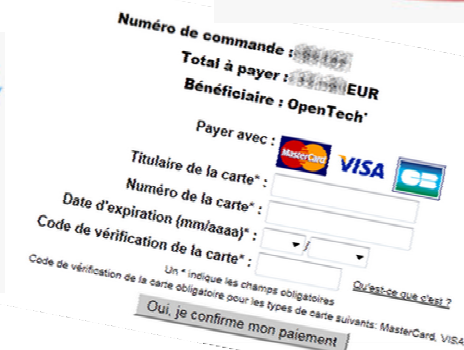 Numéro de commande :
Total à payer : EUR
Bénéficiaire : OpenTech'
Payer avec : MasterCard VISA CB
Titulaire de la carte* :
Numéro de la carte* :
Date d'expiration (mm/aaaa)* : /
Code de vérification de la carte* :
Un * indique les champs obligatoires Qu'est-ce que c'est ?
Code de vérification de la carte obligatoire pour les types de carte suivants: MasterCard, VISA
Oui, je confirme mon paiement